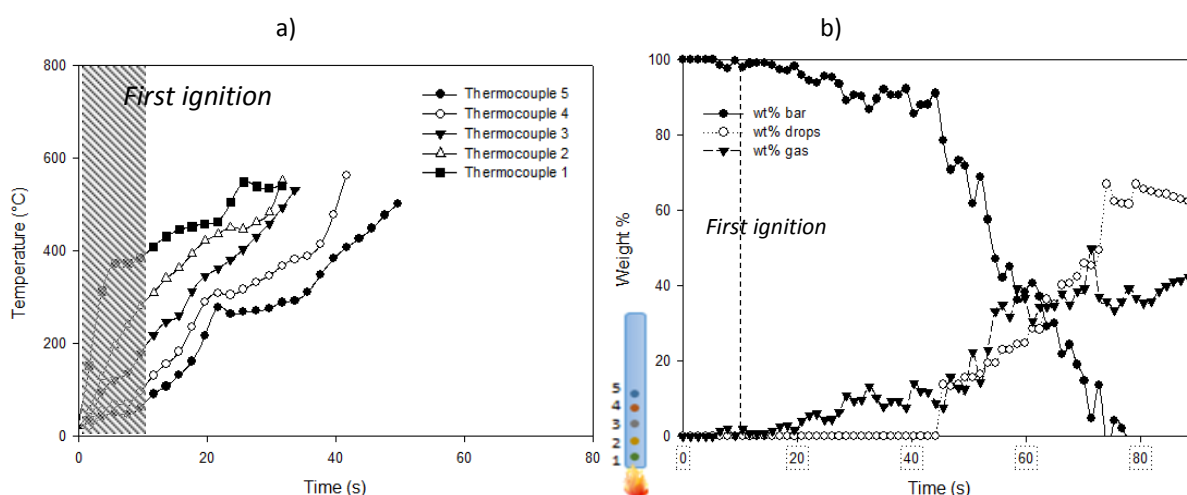 a)
800
600
400
200
0
Temperature (°C)
First ignition
Thermocouple 5
Thermocouple 4
Thermocouple 3
Thermocouple 2
Thermocouple 1
0 20 40 60 80
Time (s)
b)
100
80
60
40
20
0
Weight %
wt% bar
wt% drops
wt% gas
First ignition
5
4
3
2
1
0 20 40 60 80
Time (s)